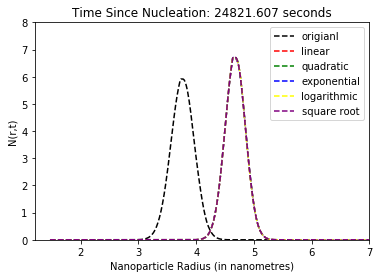 Time Since Nucleation: 24821.607 seconds
8
7
6
5
4
3
2
1
0
N(r,t)
origianl
linear
quadratic
exponential
logarithmic
square root
2 3 4 5 6 7
Nanoparticle Radius (in nanometres)